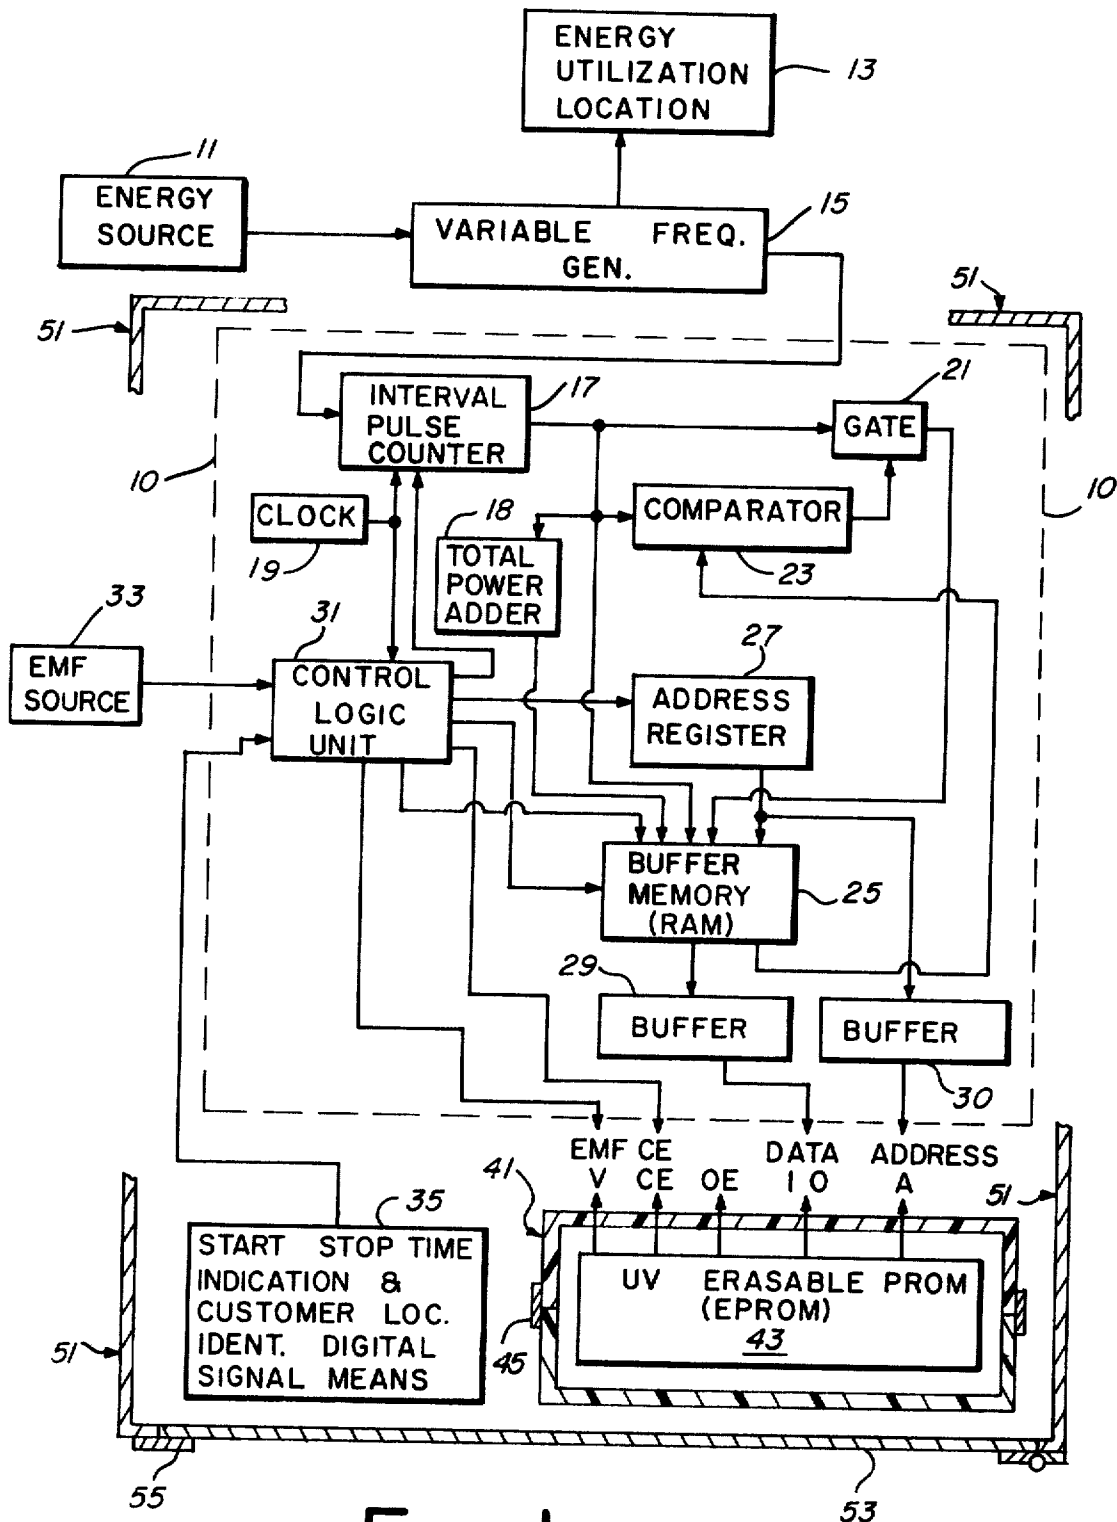 ENERGY
UTILIZATION
LOCATION
13
11
ENERGY
SOURCE
15
VARIABLE FREQ.
GEN.
51
51
10
INTERVAL
PULSE
COUNTER
17
21
GATE
10
CLOCK
19
18
TOTAL
POWER
ADDER
COMPARATOR
23
33
EMF
SOURCE
31
CONTROL
LOGIC
UNIT
27
ADDRESS
REGISTER
BUFFER
MEMORY
(RAM)
25
29
BUFFER
BUFFER
30
EMF CE DATA ADDRESS
V CE OE I O A
41
51
35
START STOP TIME
INDICATION &
CUSTOMER LOC.
IDENT. DIGITAL
SIGNAL MEANS
UV ERASABLE PROM
(EPROM)
43
45
51
55
53